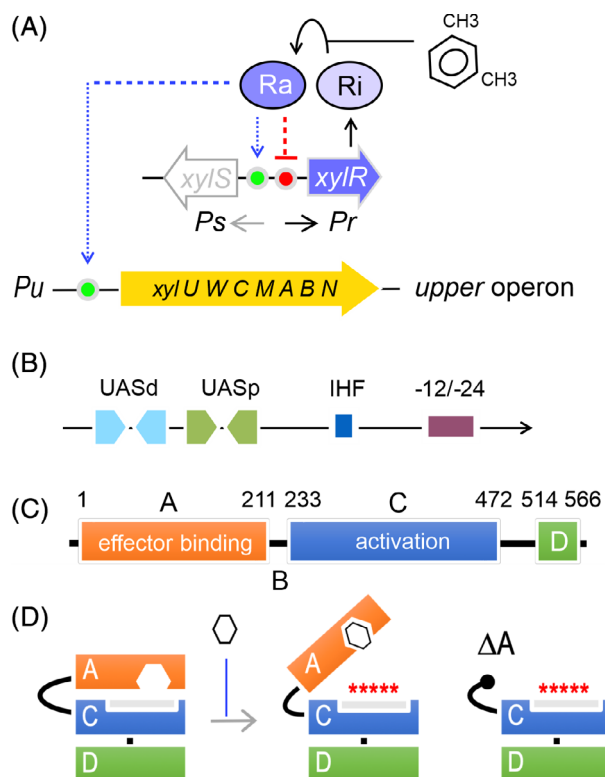 (A)
CH3
CH3
Ra
Ri
xylS
xylR
Ps
Pr
Pu
xyl U W C M A B N
upper operon
(B)
UASd
UASp
IHF
-12/-24
(C)
1
A
211
233
C
472
514
566
effector binding
activation
D
B
(D)
A
C
D
A
*****
C
D
ΔA
*****
C
D